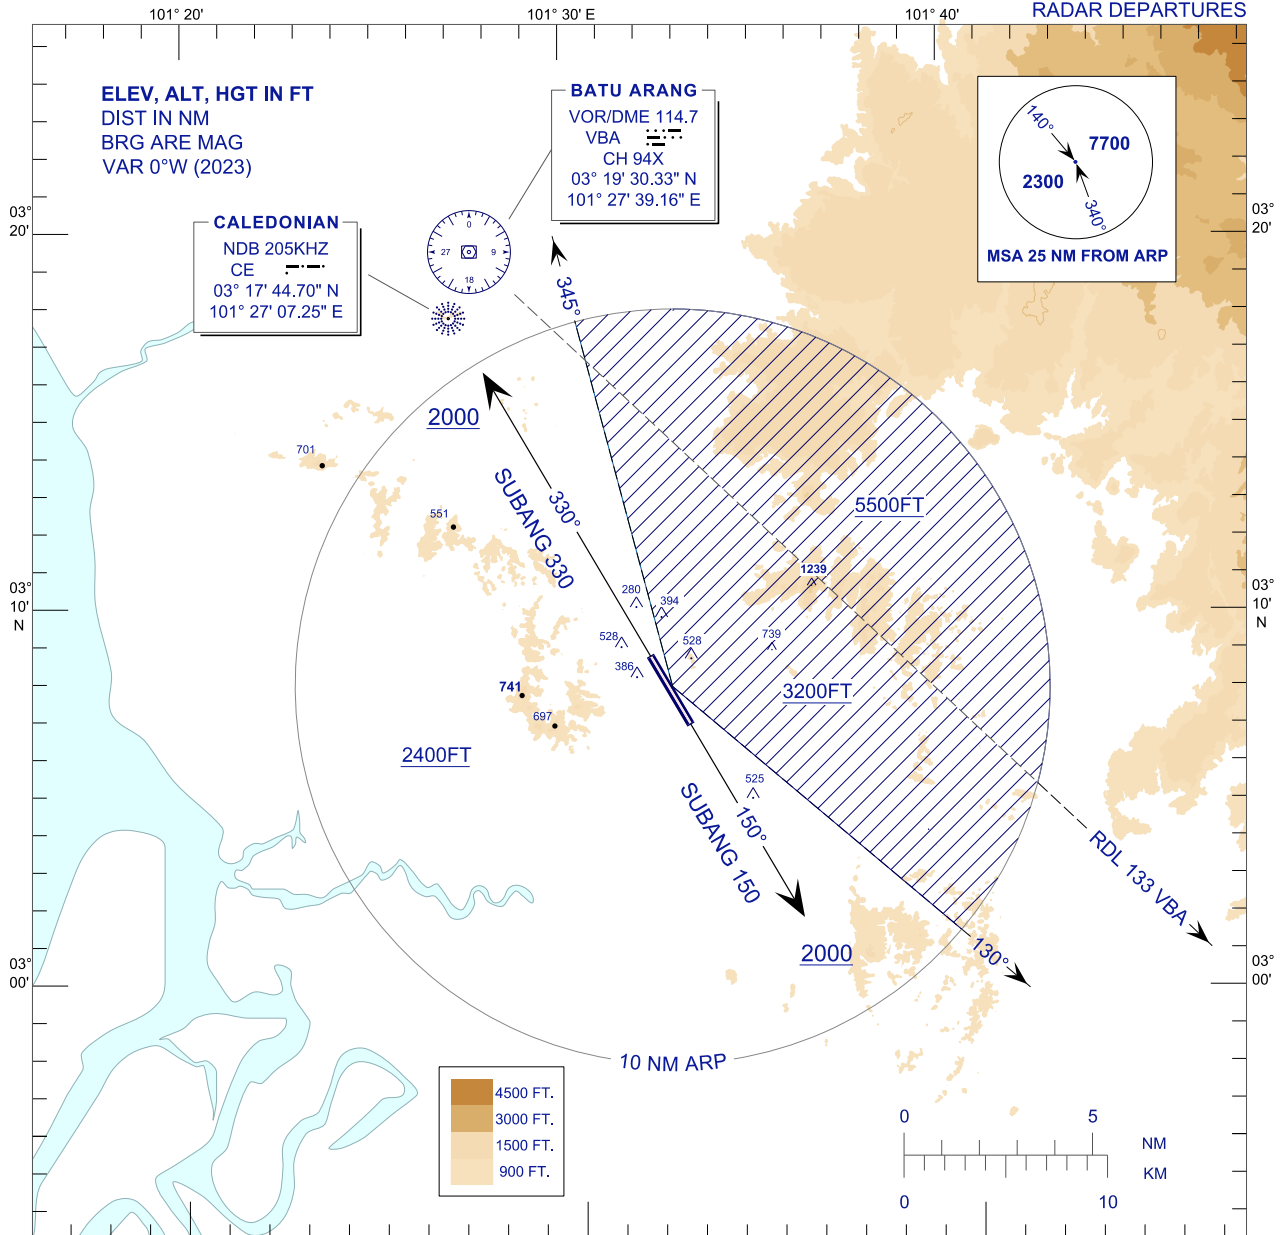 RADAR DEPARTURES
101° 20'
101° 30' E
101° 40'
ELEV, ALT, HGT IN FT
DIST IN NM
BRG ARE MAG
VAR 0°W (2023)
BATU ARANG
VOR/DME 114.7
VBA
CH 94X
03° 19' 30.33" N
101° 27' 39.16" E
CALEDONIAN
NDB 205KHZ
CE
03° 17' 44.70" N
101° 27' 07.25" E
0
27
9
18
140°
7700
2300
340°
MSA 25 NM FROM ARP
03°
20'
03°
20'
345°
2000
701
551
330°
SUBANG 330
5500FT
1239
280
394
528
386
528
739
03°
10'
N
03°
10'
N
741
697
3200FT
2400FT
525
150°
SUBANG 150
RDL 133 VBA
2000
130°
03°
00'
03°
00'
10 NM ARP
4500 FT.
3000 FT.
1500 FT.
900 FT.
0
5
NM
KM
0
10